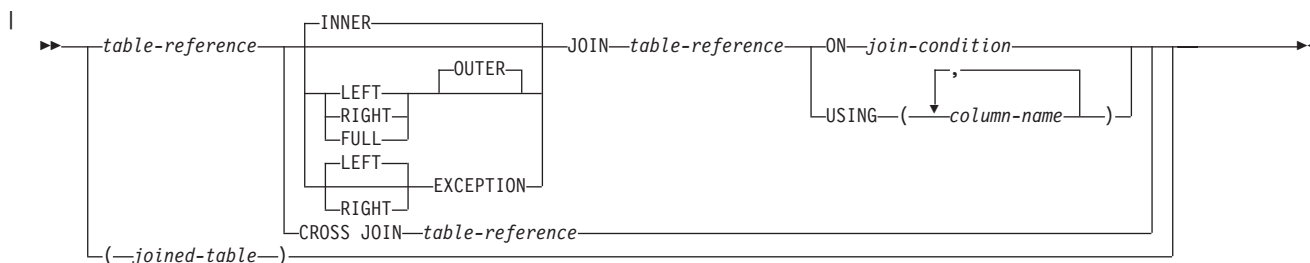 |
INNER
table-reference JOIN table-reference ON join-condition
OUTER ,
LEFT
RIGHT USING ( column-name )
FULL
LEFT
EXCEPTION
RIGHT
CROSS JOIN table-reference
( joined-table )